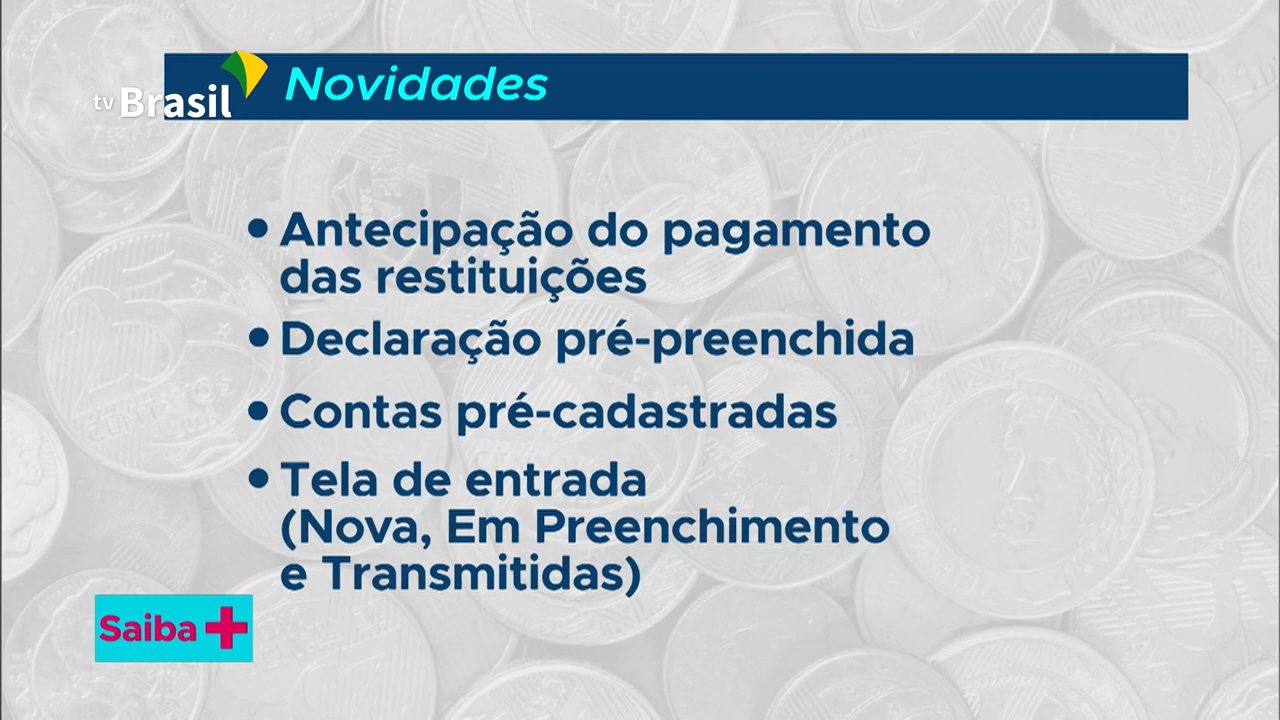 tv Brasil
Novidades
• Antecipação do pagamento
das restituições
• Declaração pré-preenchida
• Contas pré-cadastradas
• Tela de entrada
(Nova, Em Preenchimento
e Transmitidas)
Saiba +